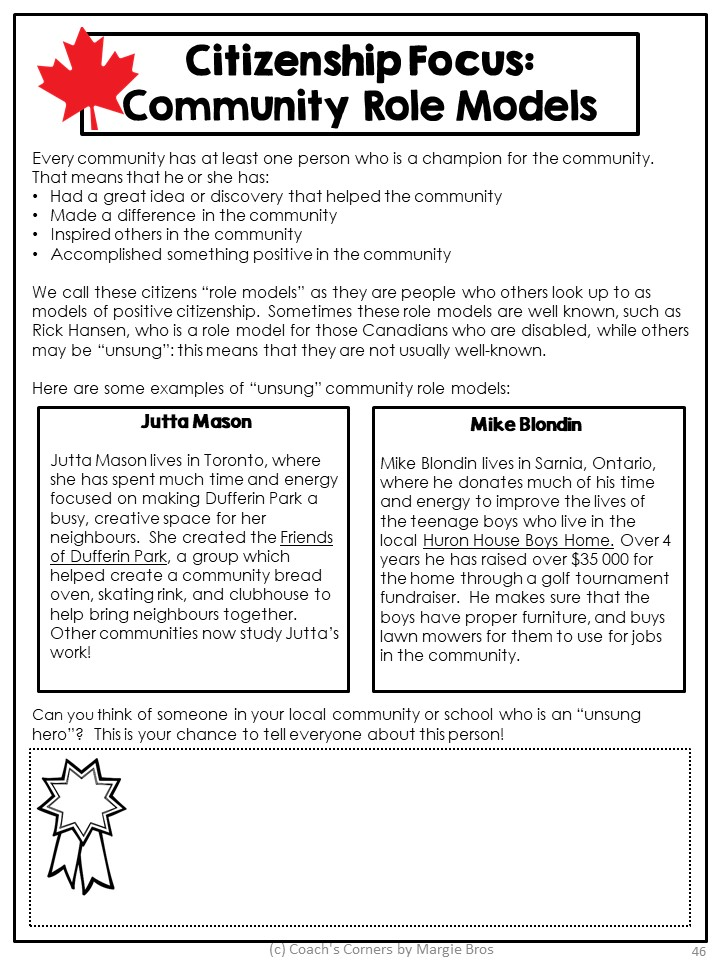 Citizenship Focus:
Community Role Models
Every community has at least one person who is a champion for the community.
That means that he or she has:
• Had a great idea or discovery that helped the community
• Made a difference in the community
• Inspired others in the community
• Accomplished something positive in the community
We call these citizens “role models” as they are people who others look up to as
models of positive citizenship. Sometimes these role models are well known, such as
Rick Hansen, who is a role model for those Canadians who are disabled, while others
may be “unsung”: this means that they are not usually well-known.
Here are some examples of “unsung” community role models:
Jutta Mason
Jutta Mason lives in Toronto, where
she has spent much time and energy
focused on making Dufferin Park a
busy, creative space for her
neighbours. She created the Friends
of Dufferin Park, a group which
helped create a community bread
oven, skating rink, and clubhouse to
help bring neighbours together.
Other communities now study Jutta’s
work!
Mike Blondin
Mike Blondin lives in Sarnia, Ontario,
where he donates much of his time
and energy to improve the lives of
the teenage boys who live in the
local Huron House Boys Home. Over 4
years he has raised over $35 000 for
the home through a golf tournament
fundraiser. He makes sure that the
boys have proper furniture, and buys
lawn mowers for them to use for jobs
in the community.
Can you think of someone in your local community or school who is an “unsung
hero”? This is your chance to tell everyone about this person!
(c) Coach's Corners by Margie Bros
46